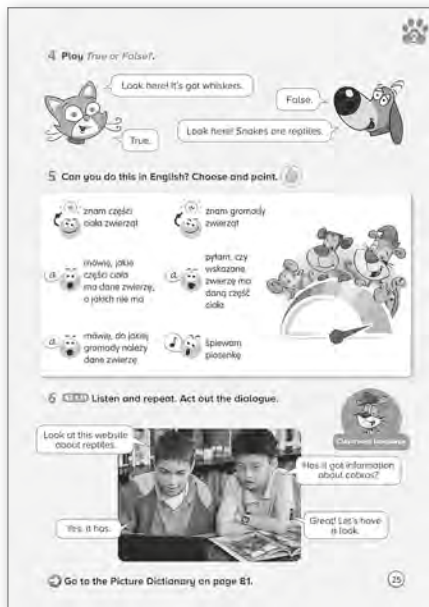 4 Play True or False?.
Look here! It's got whiskers.
False.
True.
Look here! Snakes are reptiles.
5 Can you do this in English? Choose and point.
znam części
ciała zwierząt
znam gromady
zwierząt
mówię, jakie
części ciała
ma dane zwierzę,
a jakich nie ma
pytam, czy
wskazane
zwierzę ma
daną część
ciała
mówię, do jakiej
gromady należy
dane zwierzę
śpiewam
piosenkę
6 Listen and repeat. Act out the dialogue.
Classroom language
Look at this website
about reptiles.
Has it got information
about cobras?
Yes, it has.
Great! Let's have
a look.
Go to the Picture Dictionary on page 81.
25